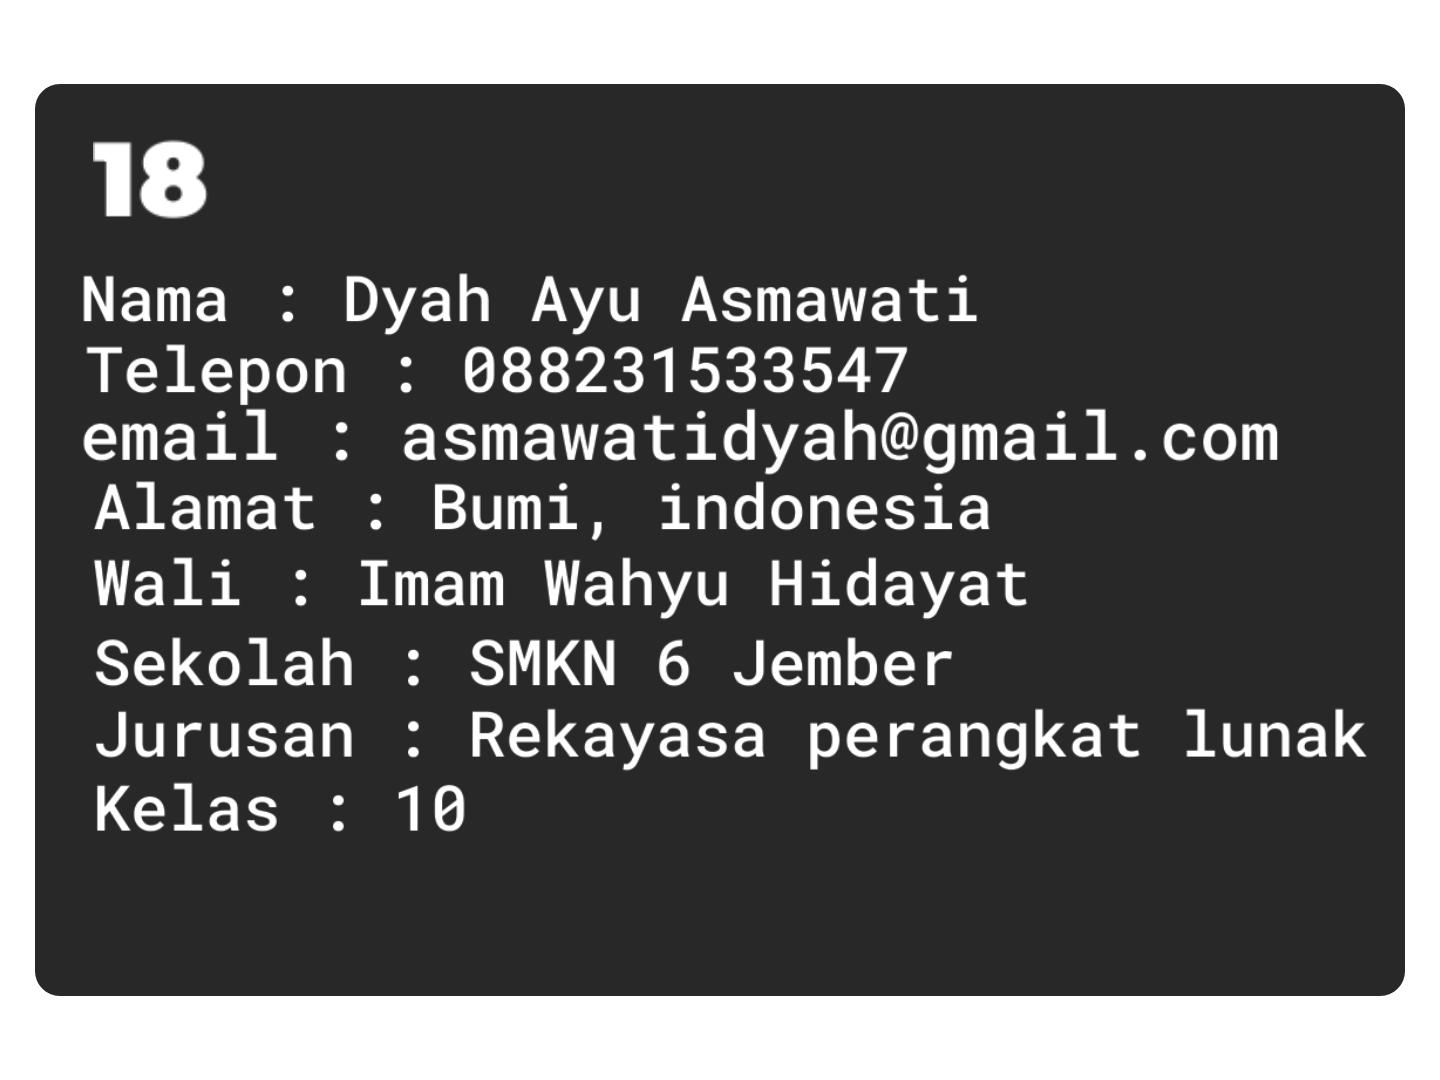 18
Nama : Dyah Ayu Asmawati
Telepon : 088231533547
email : asmawatidyah@gmail.com
Alamat : Bumi, indonesia
Wali : Imam Wahyu Hidayat
Sekolah : SMKN 6 Jember
Jurusan : Rekayasa perangkat lunak
Kelas : 10